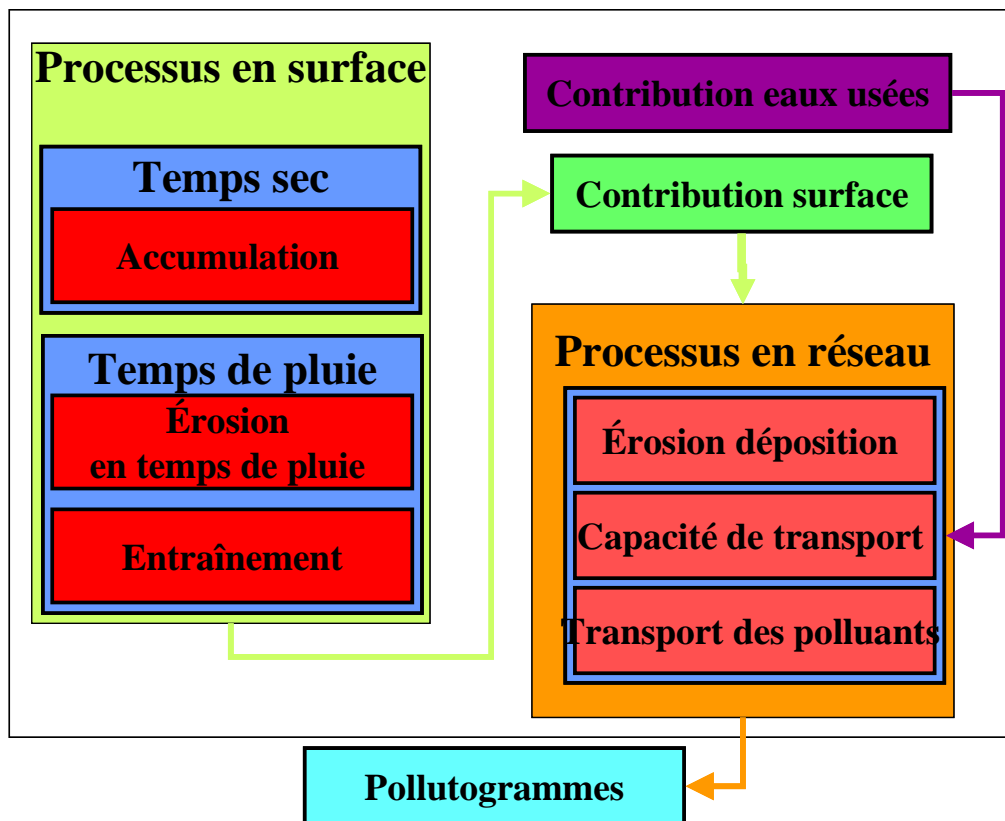 Processus en surface
Temps sec
Accumulation
Temps de pluie
Érosion
en temps de pluie
Entraînement
Contribution eaux usées
Contribution surface
Processus en réseau
Érosion déposition
Capacité de transport
Transport des polluants
Pollutogrammes